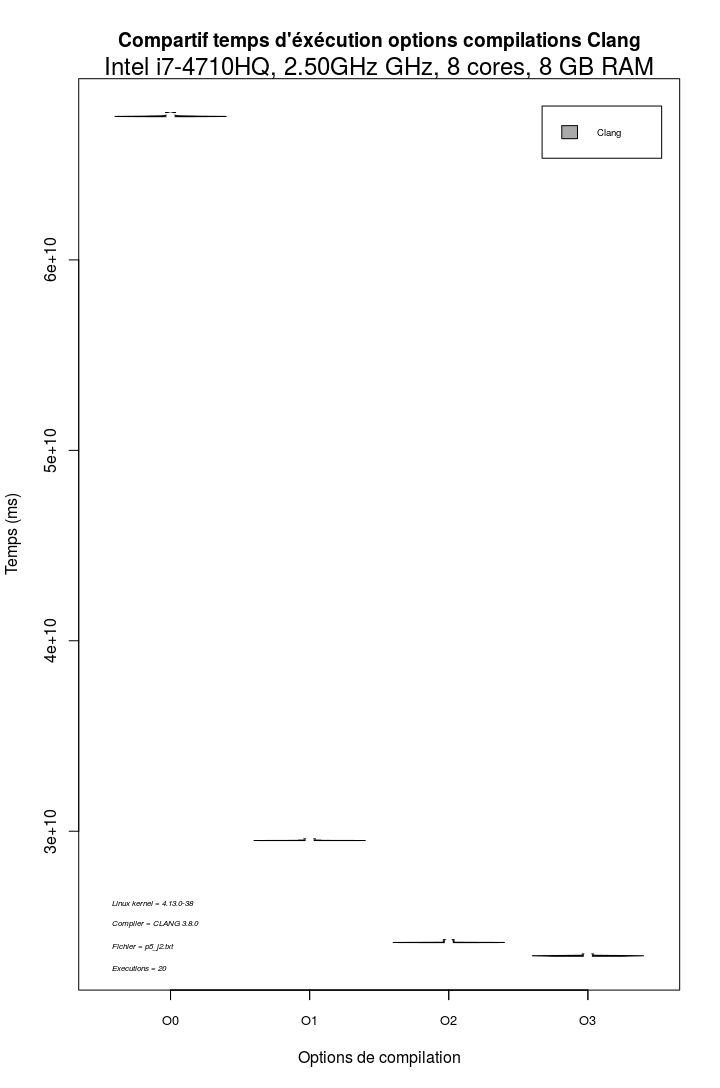 Compartif temps d'éxécution options compilations Clang
Intel i7-4710HQ, 2.50GHz GHz, 8 cores, 8 GB RAM
Clang
6e+10
5e+10
4e+10
3e+10
Temps (ms)
Linux kernel = 4.13.0-38
Compiler = CLANG 3.8.0
Fichier = p5_j2.txt
Executions = 20
O0
O1
O2
O3
Options de compilation